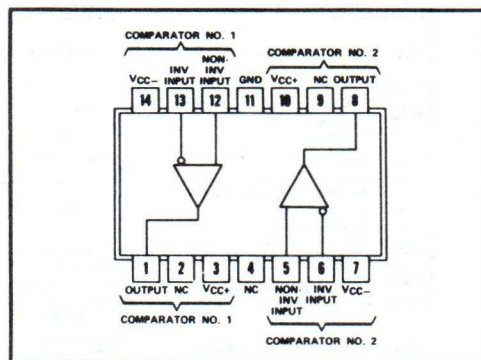 COMPARATOR NO. 1
COMPARATOR NO. 2
VCC– INV INPUT NON-INV INPUT GND VCC+ NC OUTPUT
14 13 12 11 10 9 8
1 2 3 4 5 6 7
OUTPUT NC VCC+ NC NON-INV INPUT INV INPUT VCC–
COMPARATOR NO. 1
COMPARATOR NO. 2